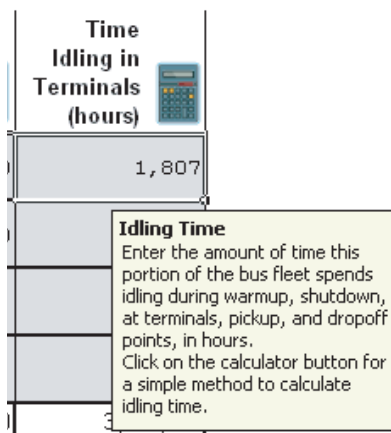 Time
Idling in
Terminals
(hours)
1,807
Idling Time
Enter the amount of time this
portion of the bus fleet spends
idling during warmup, shutdown,
at terminals, pickup, and dropoff
points, in hours.
Click on the calculator button for
a simple method to calculate
idling time.